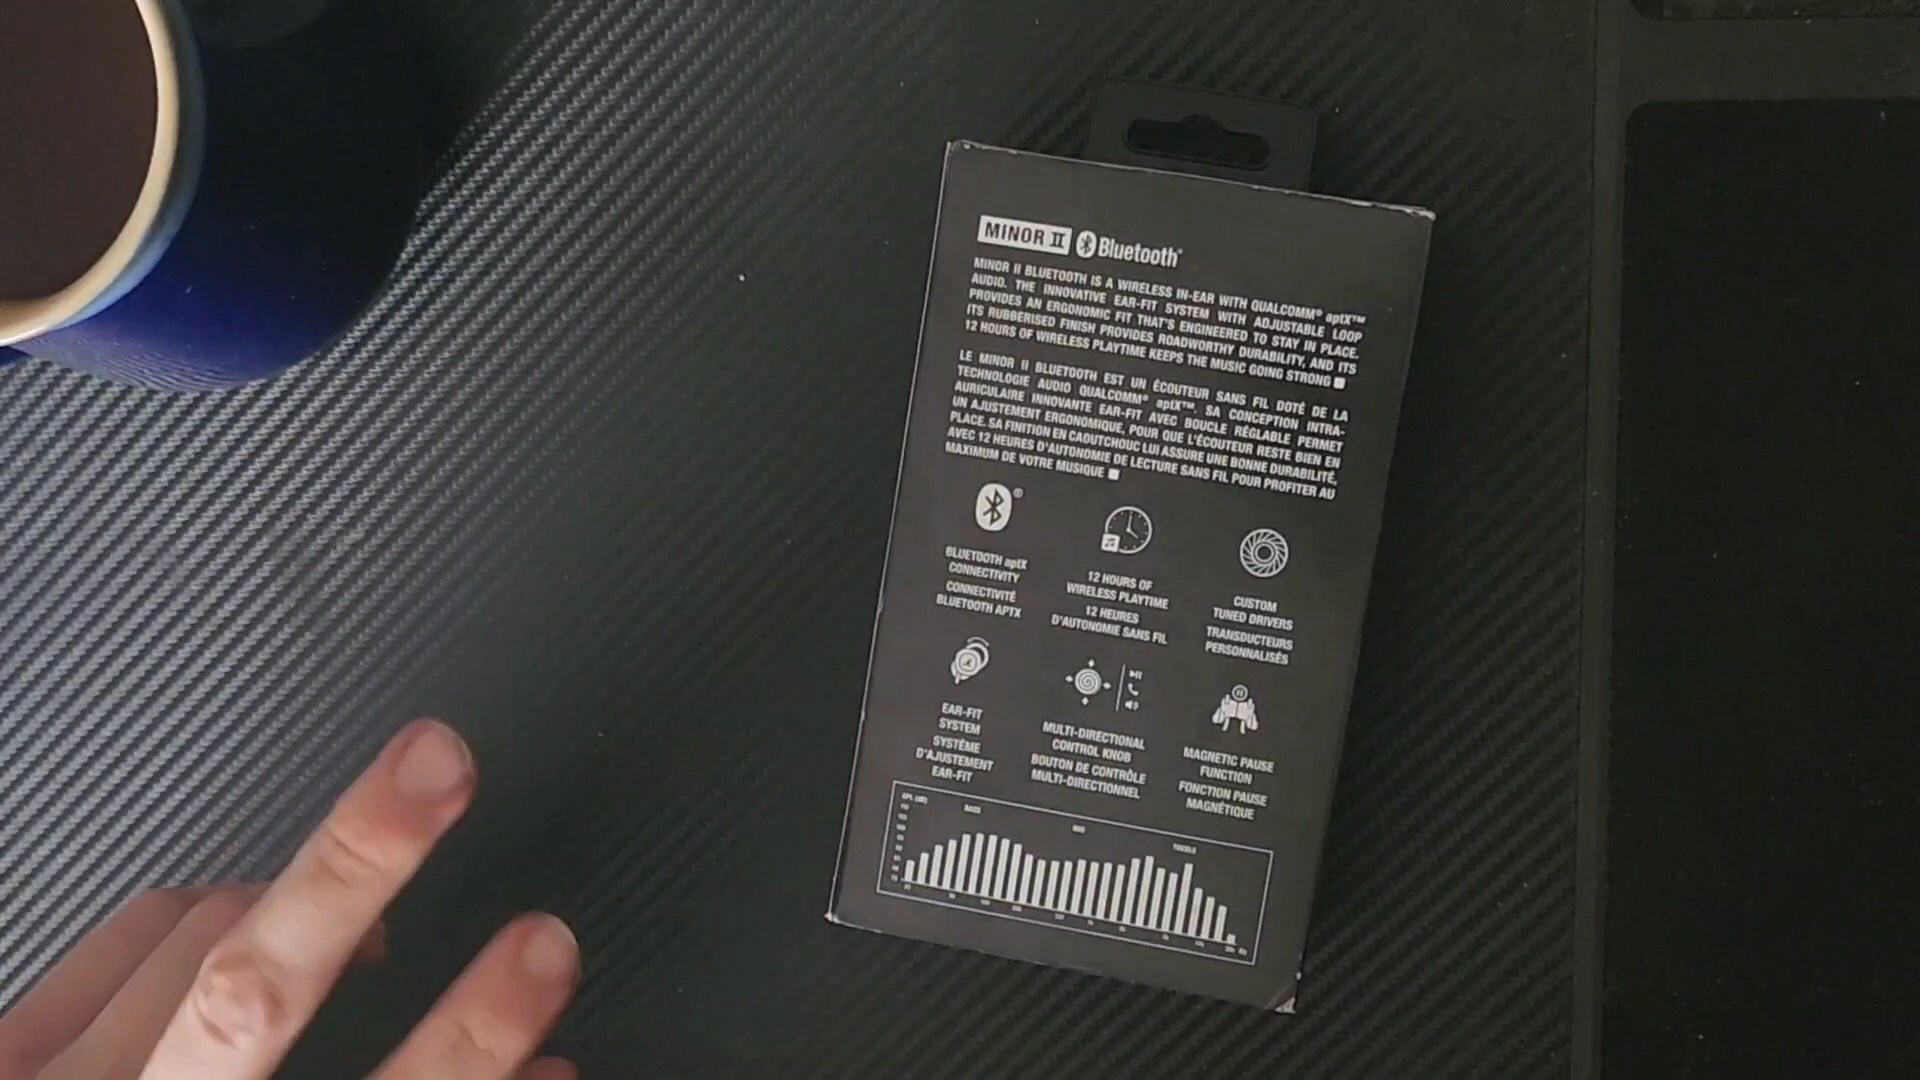 MINOR II Bluetooth®
MINOR II BLUETOOTH IS A WIRELESS IN-EAR WITH QUALCOMM® aptX™
AUDIO. THE INNOVATIVE EAR-FIT SYSTEM WITH ADJUSTABLE LOOP
PROVIDES AN ERGONOMIC FIT THAT'S ENGINEERED TO STAY IN PLACE.
ITS RUBBERISED FINISH PROVIDES ROADWORTHY DURABILITY, AND ITS
12 HOURS OF WIRELESS PLAYTIME KEEPS THE MUSIC GOING STRONG
LE MINOR II BLUETOOTH EST UN ÉCOUTEUR SANS FIL DOTÉ DE LA
TECHNOLOGIE AUDIO QUALCOMM® aptX™. SA CONCEPTION INTRA-
AURICULAIRE INNOVANTE EAR-FIT AVEC BOUCLE RÉGLABLE PERMET
UN AJUSTEMENT ERGONOMIQUE, POUR QUE L'ÉCOUTEUR RESTE BIEN EN
PLACE. SA FINITION EN CAOUTCHOUC LUI ASSURE UNE BONNE DURABILITÉ,
AVEC 12 HEURES D'AUTONOMIE DE LECTURE SANS FIL POUR PROFITER AU
MAXIMUM DE VOTRE MUSIQUE
BLUETOOTH aptX
CONNECTIVITY
CONNECTIVITÉ
BLUETOOTH APTX
12 HOURS OF
WIRELESS PLAYTIME
12 HEURES
D'AUTONOMIE SANS FIL
CUSTOM
TUNED DRIVERS
TRANSDUCTEURS
PERSONNALISÉS
EAR-FIT
SYSTEM
SYSTÈME
D'AJUSTEMENT
EAR-FIT
MULTI-DIRECTIONAL
CONTROL KNOB
BOUTON DE CONTRÔLE
MULTI-DIRECTIONNEL
MAGNETIC PAUSE
FUNCTION
FONCTION PAUSE
MAGNÉTIQUE
SPL (dB)
BASS
MID
TREBLE